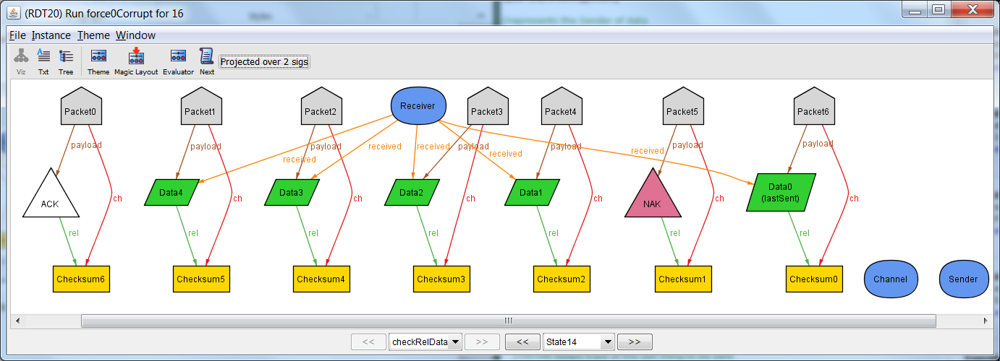 (RDT20) Run force0Corrupt for 16
File Instance Theme Window
Viz Txt Tree Theme Magic Layout Evaluator Next Projected over 2 sigs
Packet0 Packet1 Packet2 Receiver Packet3 Packet4 Packet5 Packet6
payload payload payload received received payload received payload received payload payload
received
ACK ch Data4 ch Data3 ch Data2 ch Data1 ch NAK ch Data0 ch
(lastSent)
rel rel rel rel rel rel
Checksum6 Checksum5 Checksum4 Checksum3 Checksum2 Checksum1 Checksum0 Channel Sender
<< checkRelData >> << State14 >>